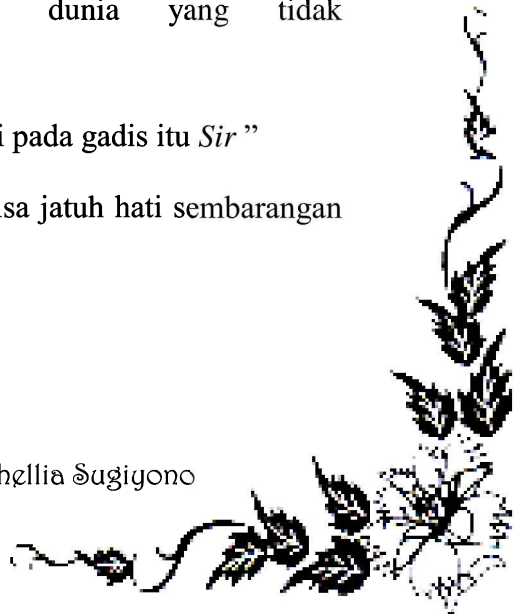 dunia yang tidak
i pada gadis itu Sir ”
sa jatuh hati sembarangan
hellia Sugiyono